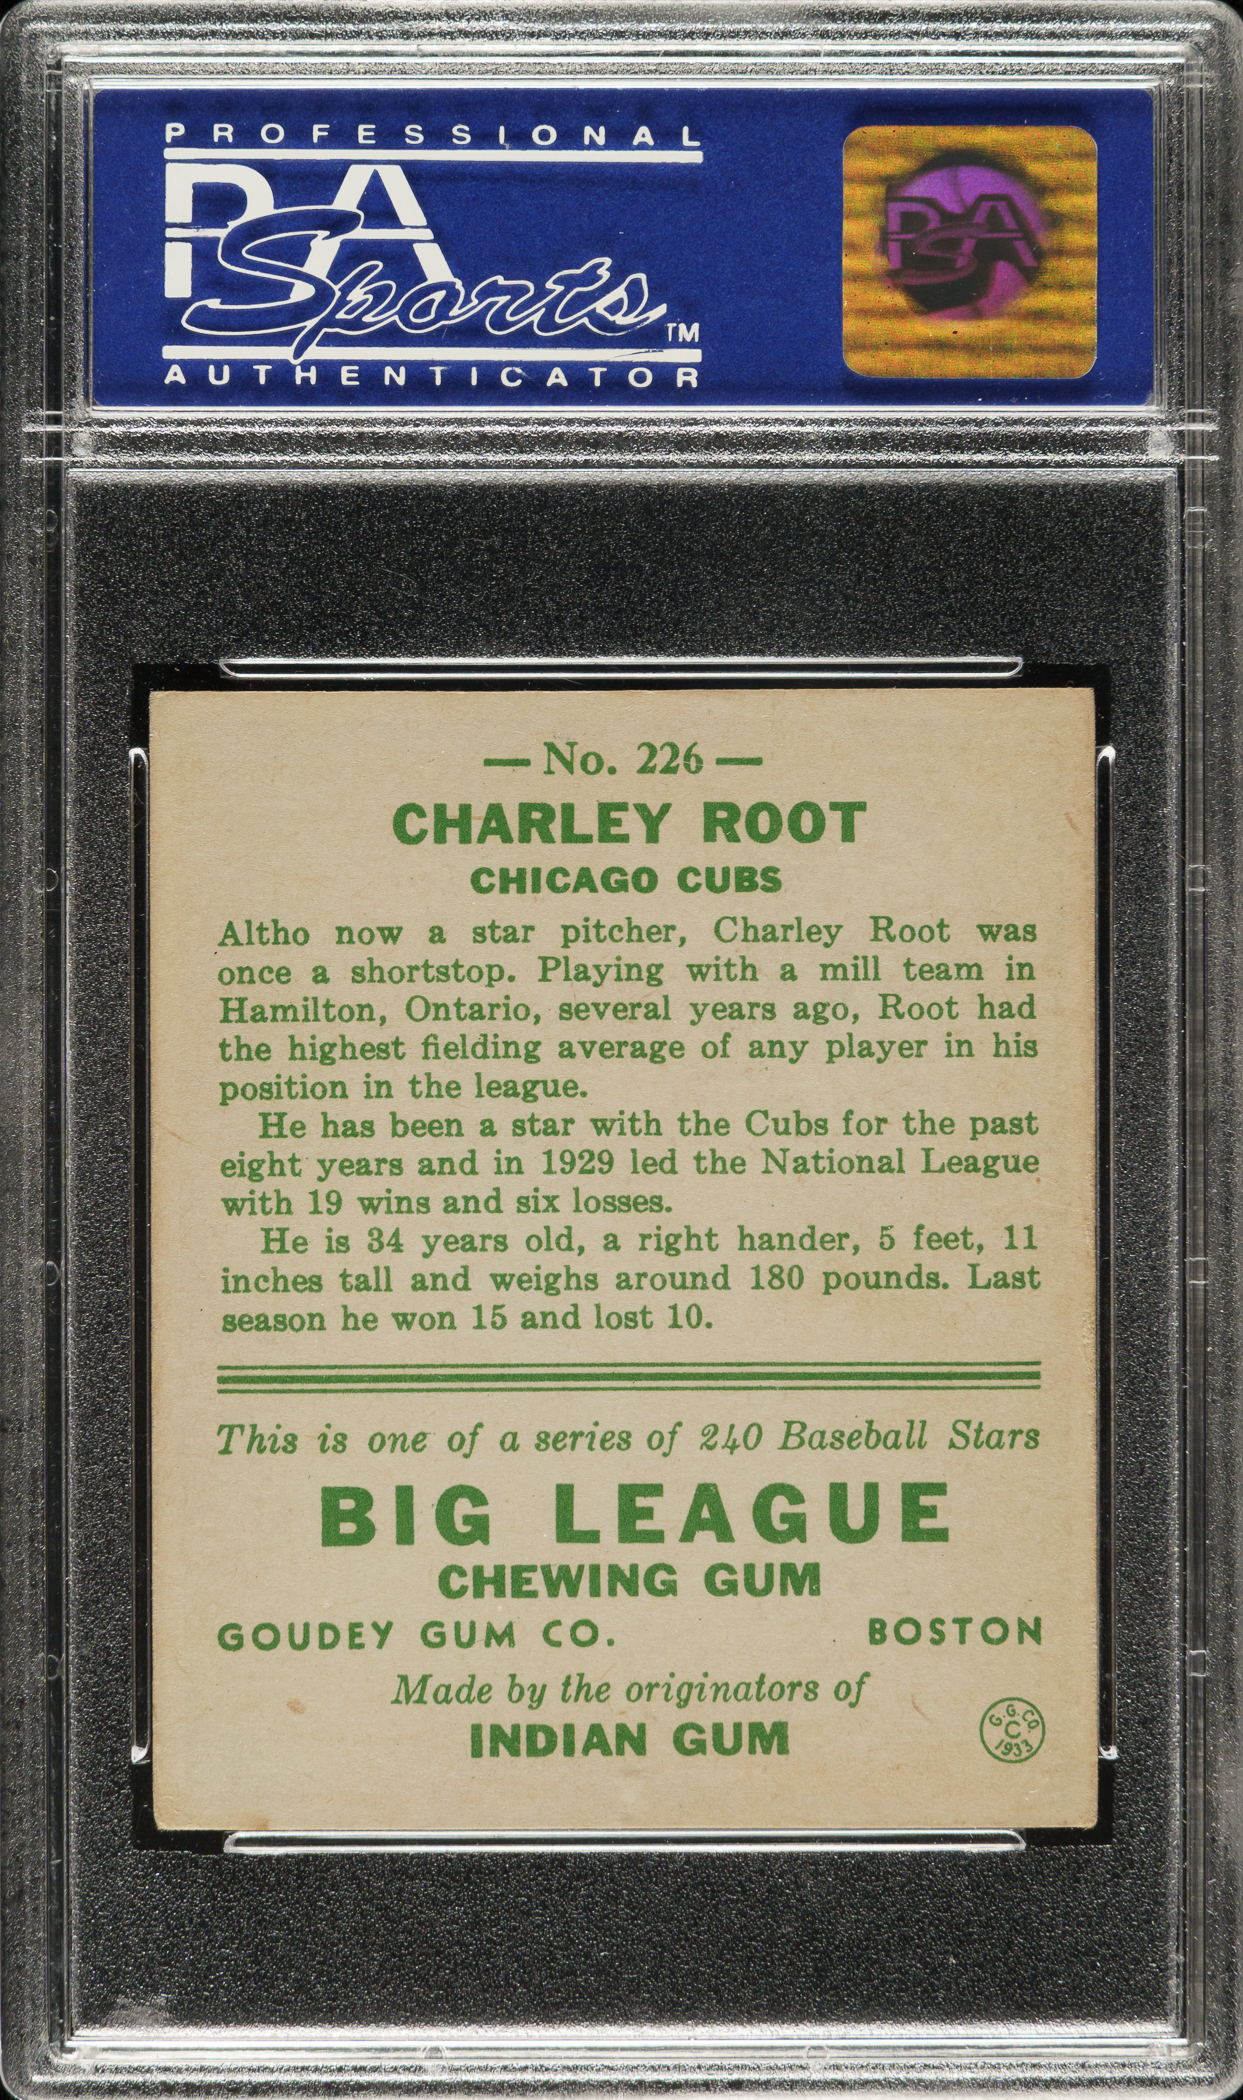 PROFESSIONAL
PSA
Sports TM
AUTHENTICATOR
PSA
— No. 226 —
CHARLEY ROOT
CHICAGO CUBS
Altho now a star pitcher, Charley Root was
once a shortstop. Playing with a mill team in
Hamilton, Ontario, several years ago, Root had
the highest fielding average of any player in his
position in the league.
He has been a star with the Cubs for the past
eight years and in 1929 led the National League
with 19 wins and six losses.
He is 34 years old, a right hander, 5 feet, 11
inches tall and weighs around 180 pounds. Last
season he won 15 and lost 10.
This is one of a series of 240 Baseball Stars
BIG LEAGUE
CHEWING GUM
GOUDEY GUM CO. BOSTON
Made by the originators of
INDIAN GUM
G.G.CO.
C
1933